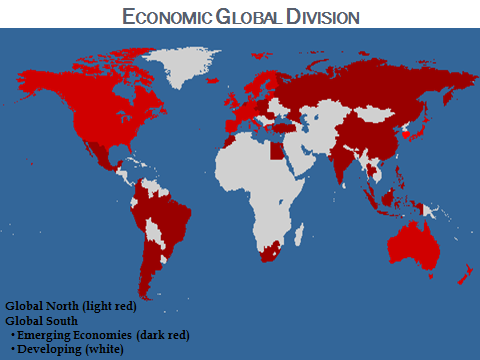 ECONOMIC GLOBAL DIVISION
Global North (light red)
Global South
• Emerging Economies (dark red)
• Developing (white)